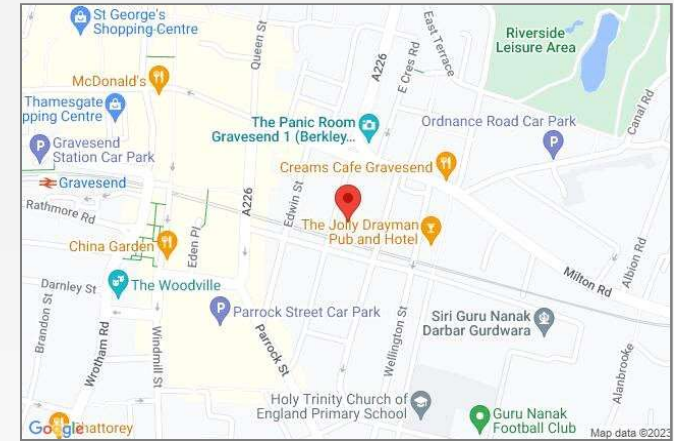 St George's
Shopping Centre
Queen St
A226
E Cres Rd
East Terrace
Riverside
Leisure Area
McDonald's
Thamesgate
pping Centre
The Panic Room
Gravesend 1 (Berkley...
Ordnance Road Car Park
Canal Rd
Gravesend
Station Car Park
Creams Cafe Gravesend
Gravesend
Rathmore Rd
A226
Edwin St
The Jolly Drayman
Pub and Hotel
China Garden
Eden Pl
Milton Rd
Albion Rd
Darnley St
The Woodville
Parrock Street Car Park
Siri Guru Nanak
Darbar Gurdwara
Brandon St
Wrotham Rd
Windmill St
Parrock St
Wellington St
Alanbrooke
Holy Trinity Church of
England Primary School
Guru Nanak
Football Club
Google
hattorey
Map data ©2023